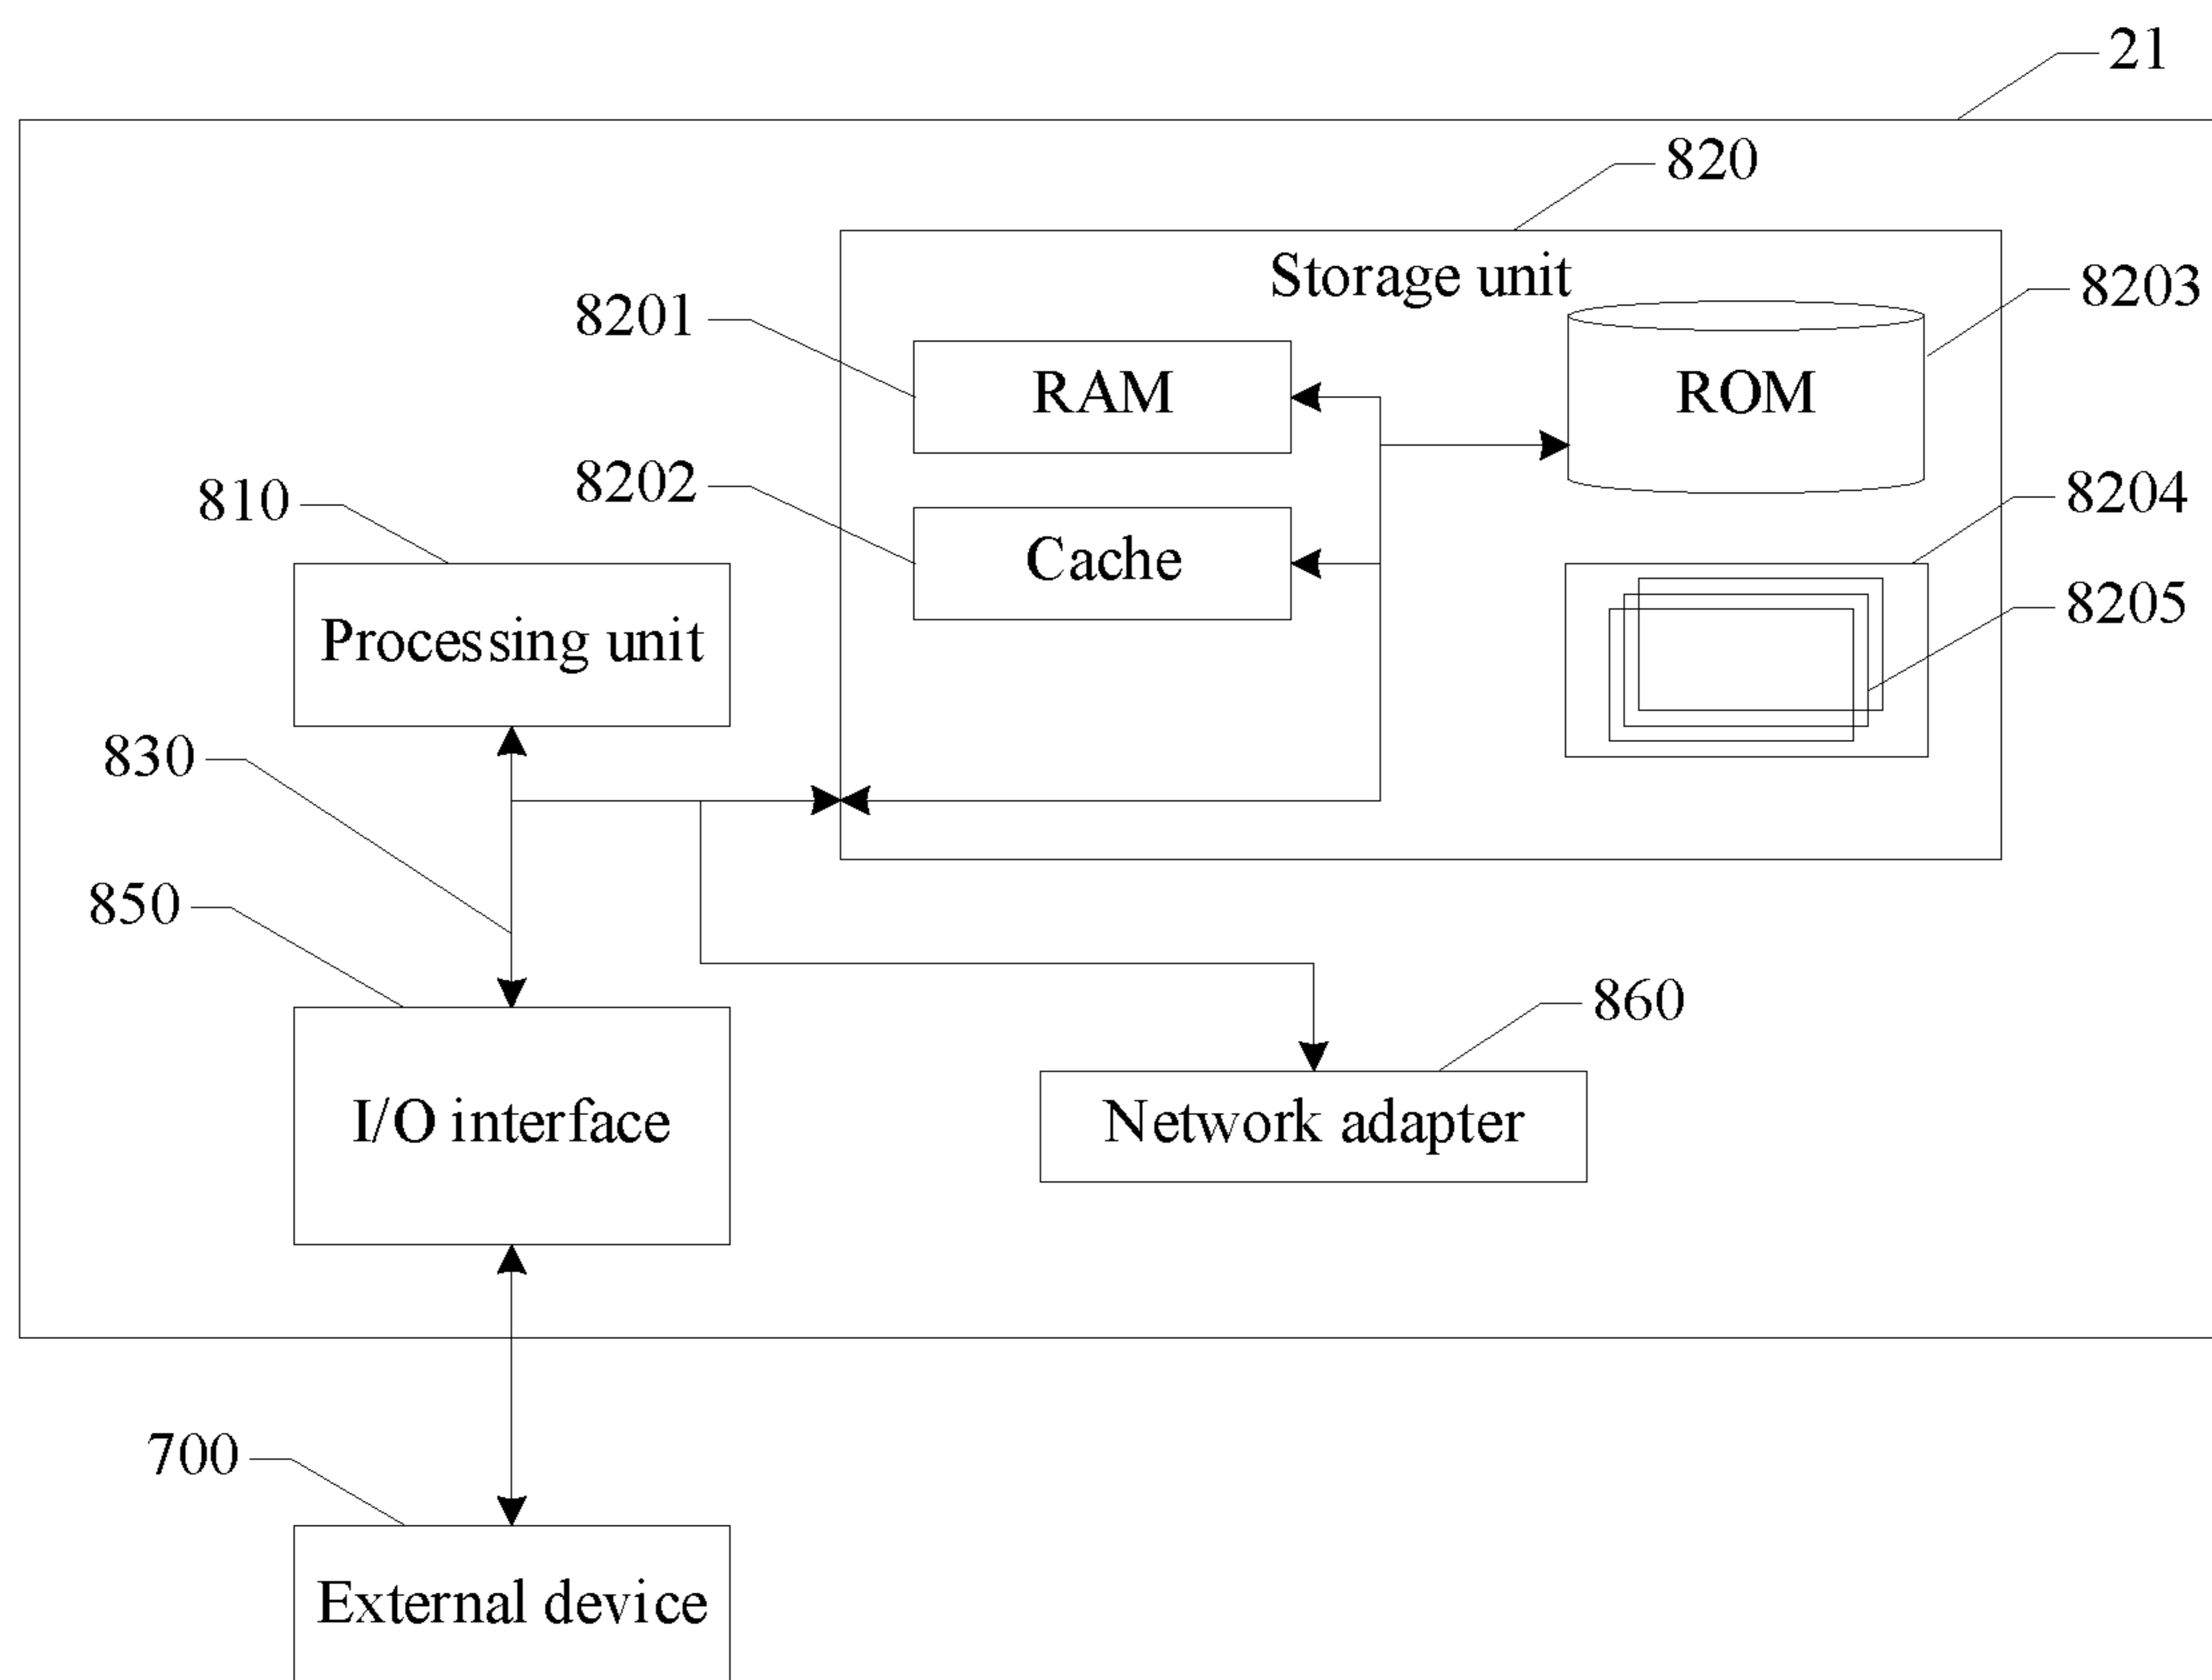 21
820
Storage unit
8203
8201
RAM
ROM
8202
8204
810
Cache
8205
Processing unit
830
850
860
I/O interface
Network adapter
700
External device